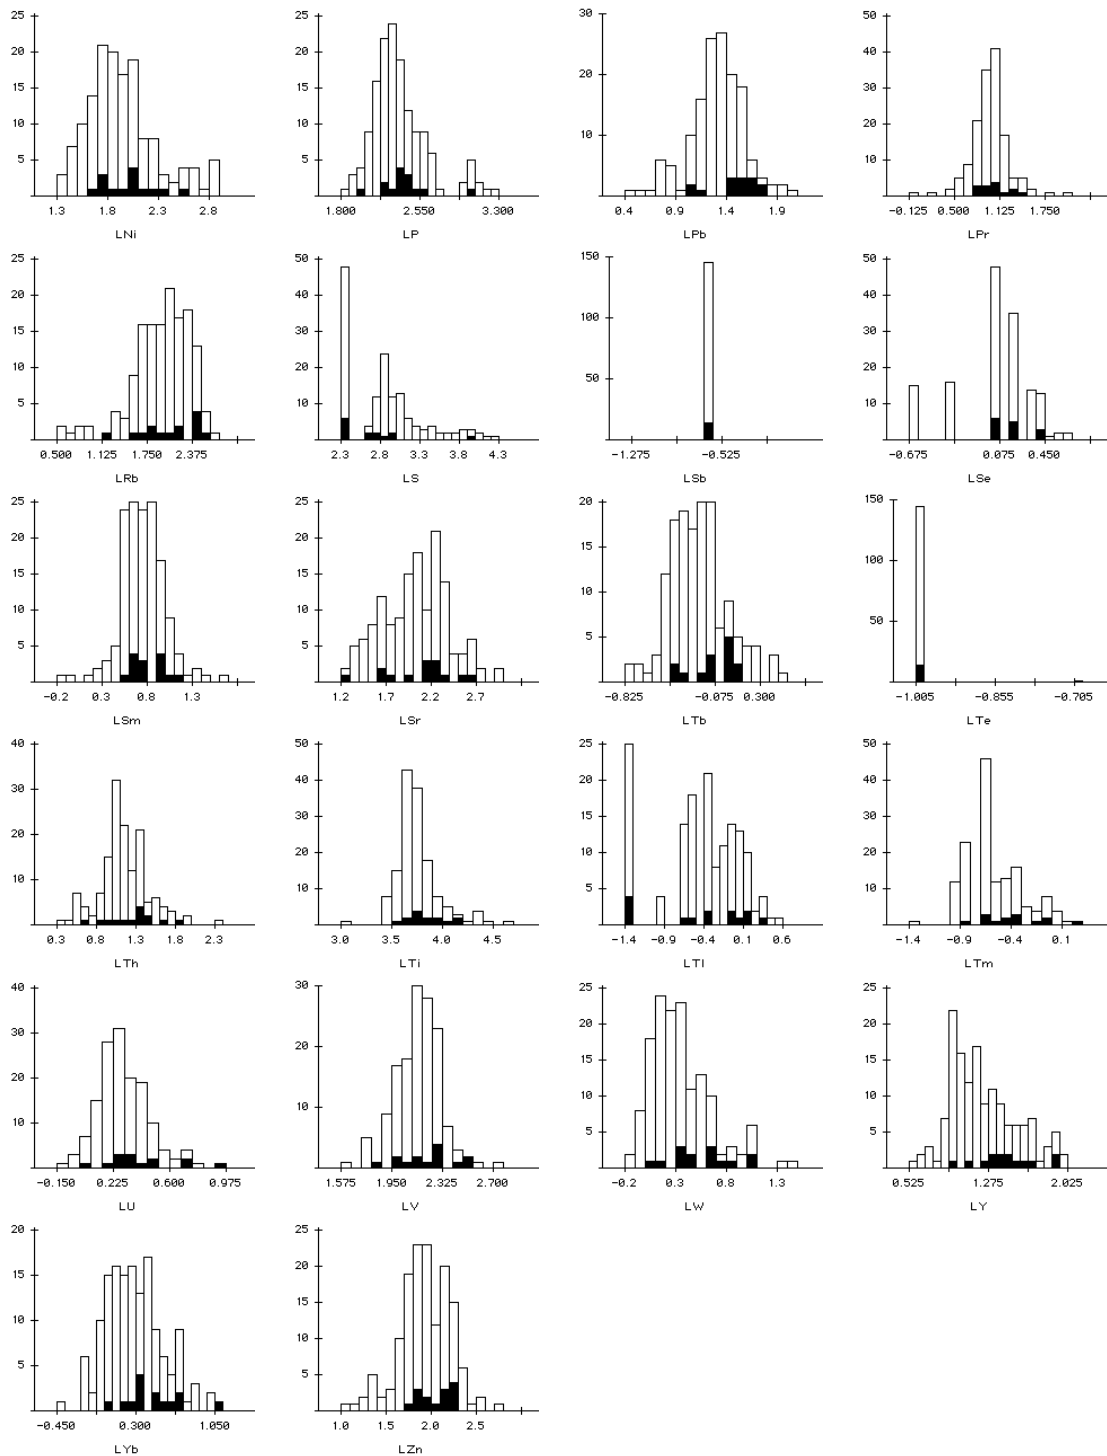 25 25 30 50
20 20 40
15 15 20 30
10 10 10 20
5 5 10
1.3 1.8 2.3 2.8 1.800 2.550 3.300 0.4 0.9 1.4 1.9 -0.125 0.500 1.125 1.750
LNi LP LPb LPr
25 50 150 50
20 40 40
15 30 100 30
10 20 50 20
5 10 10
0.500 1.125 1.750 2.375 2.3 2.8 3.3 3.8 4.3 -1.275 -0.525 -0.675 0.075 0.450
LRb LS LSb LSe
25 25 20 150
20 20 15 100
15 15 10
10 10 50
5 5 5
-0.2 0.3 0.8 1.3 1.2 1.7 2.2 2.7 -0.825 -0.075 0.300 -1.005 -0.855 -0.705
LSm LSr LTb LTe
40 50 25 50
30 40 20 40
20 30 15 30
20 10 20
10 10 5 10
0.3 0.8 1.3 1.8 2.3 3.0 3.5 4.0 4.5 -1.4 -0.9 -0.4 0.1 0.6 -1.4 -0.9 -0.4 0.1
LTh LTi LTl LTm
40 30 25 25
30 20 20 20
20 15 15
10 10 10 10
5 5
-0.150 0.225 0.600 0.975 1.575 1.950 2.325 2.700 -0.2 0.3 0.8 1.3 0.525 1.275 2.025
LU LV LW LY
20 25
15 20
10 15
10
5 5
-0.450 0.300 1.050 1.0 1.5 2.0 2.5
LYb LZn